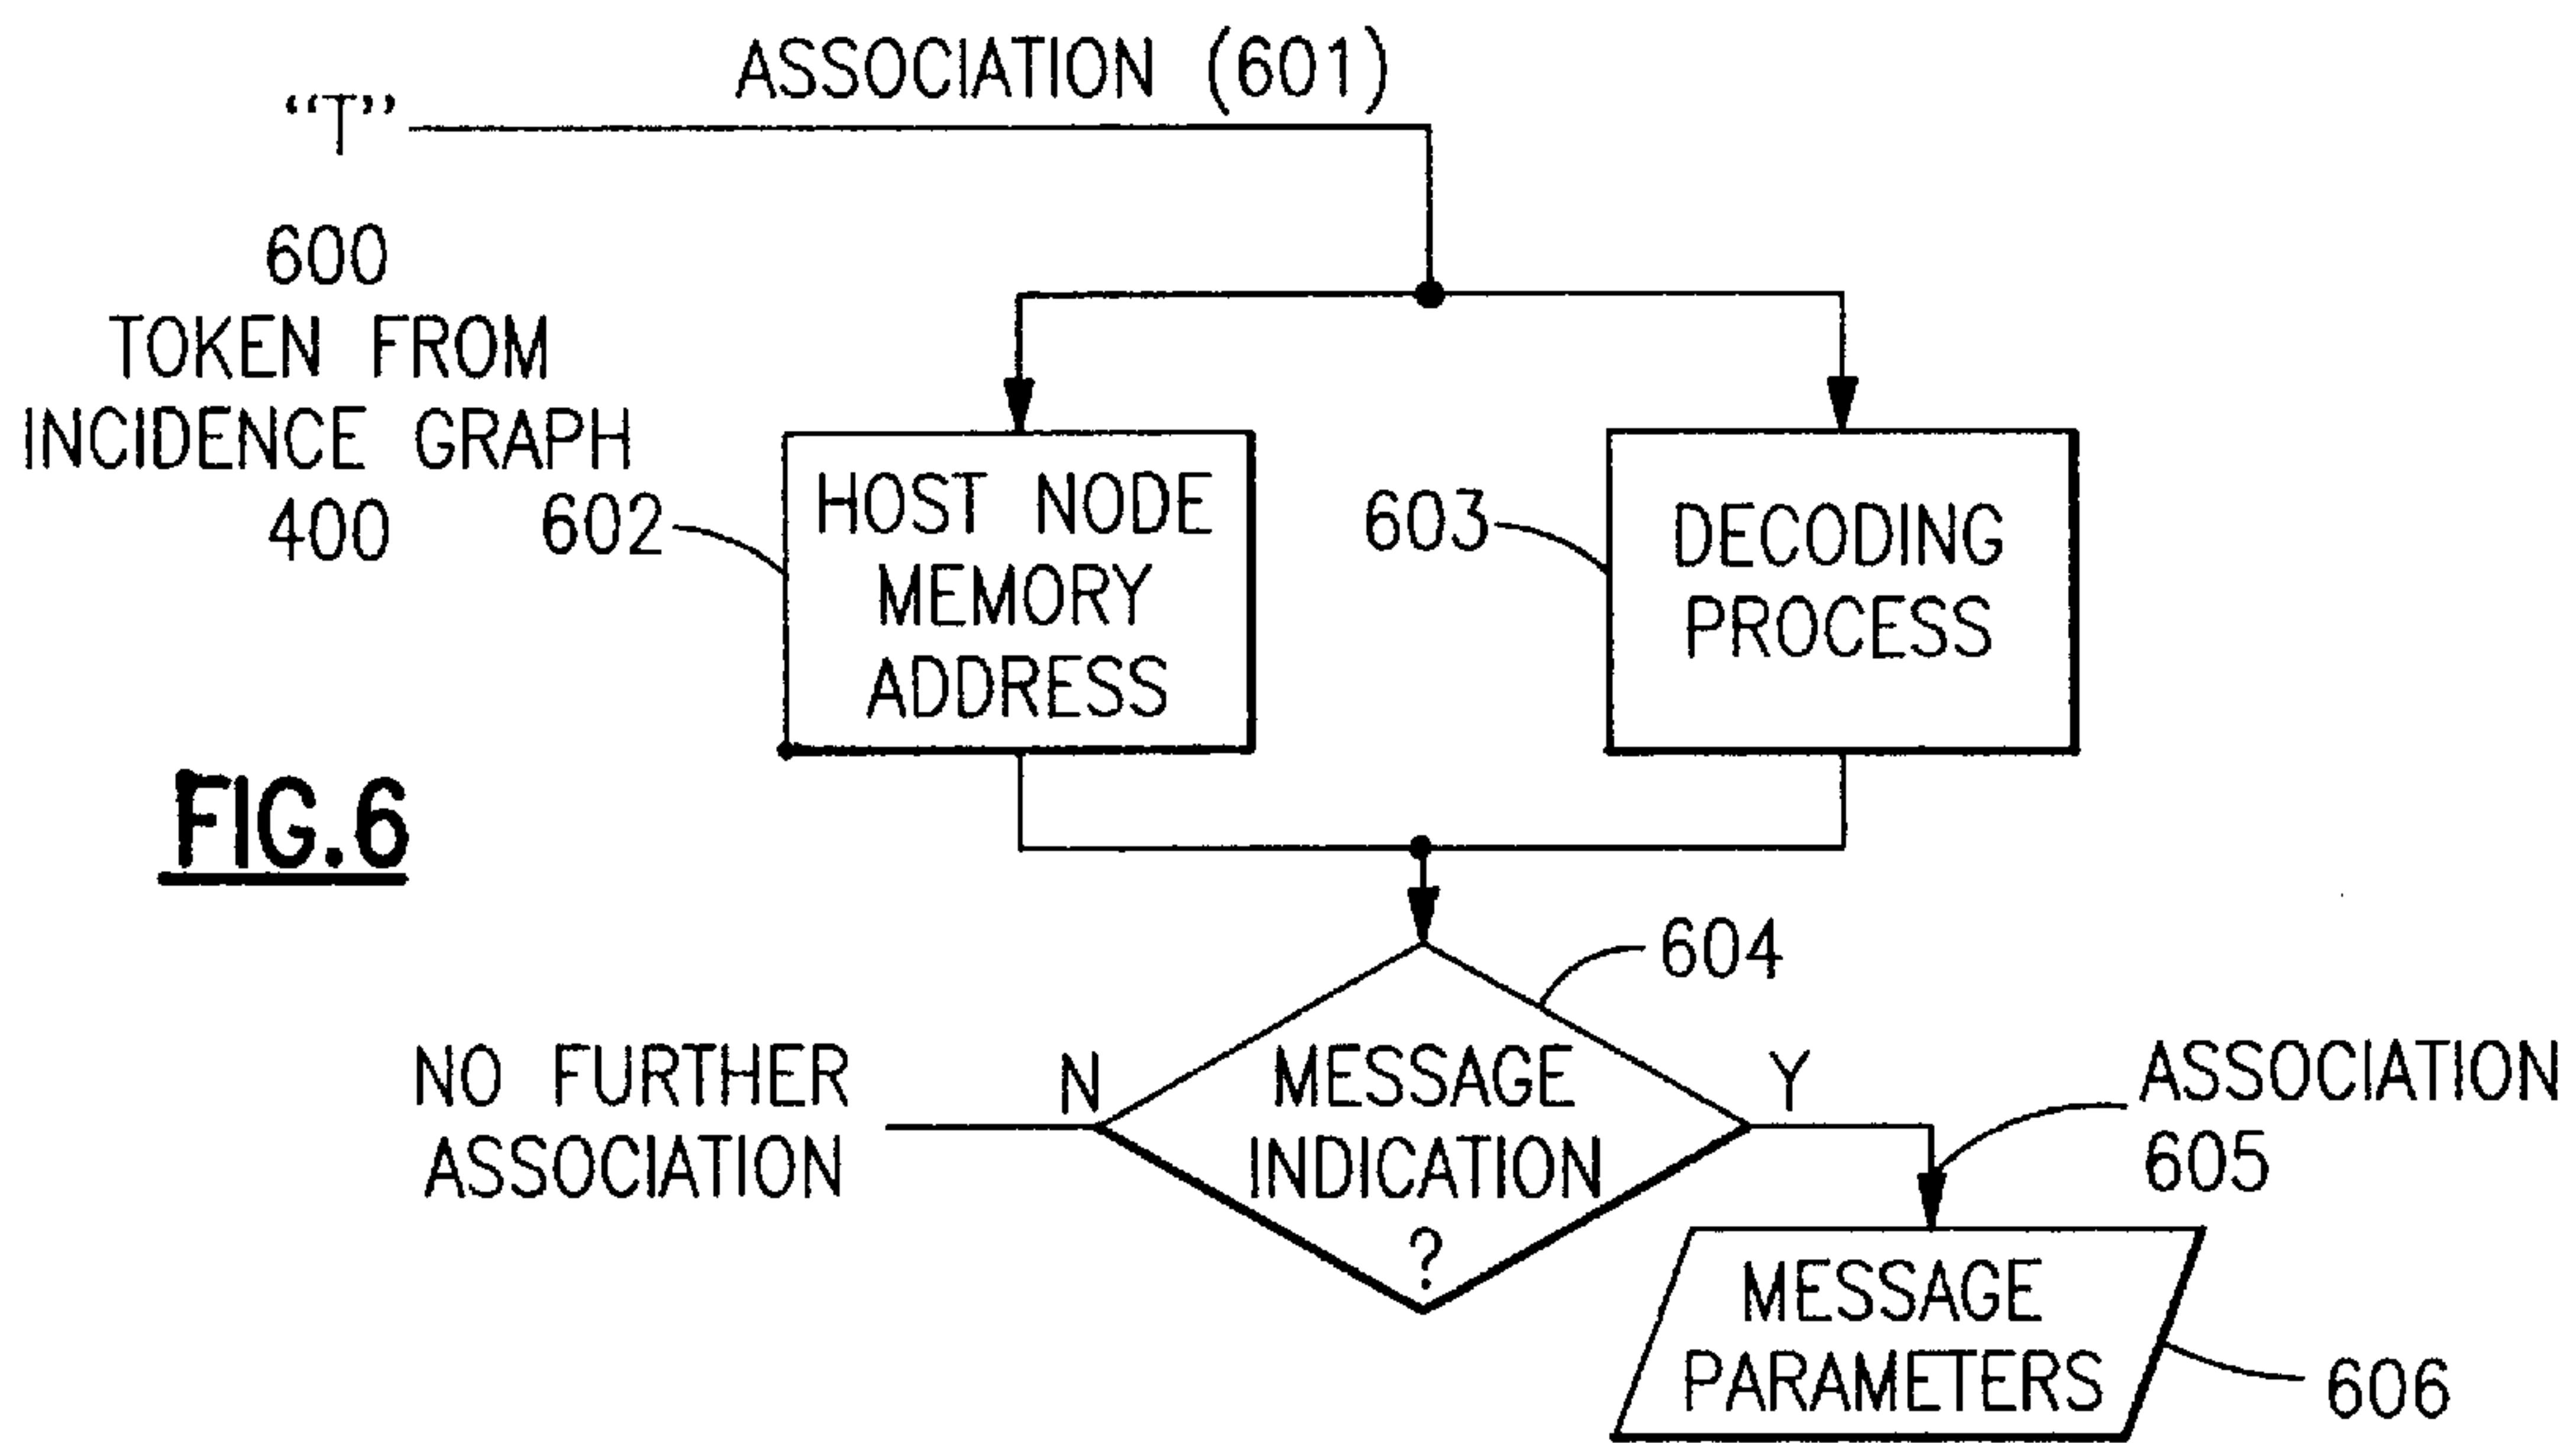 ASSOCIATION (601)
“T”
600
TOKEN FROM
INCIDENCE GRAPH
400
602
HOST NODE
MEMORY
ADDRESS
603
DECODING
PROCESS
FIG.6
604
NO FURTHER
ASSOCIATION
N
MESSAGE
INDICATION
?
Y
ASSOCIATION
605
MESSAGE
PARAMETERS
606